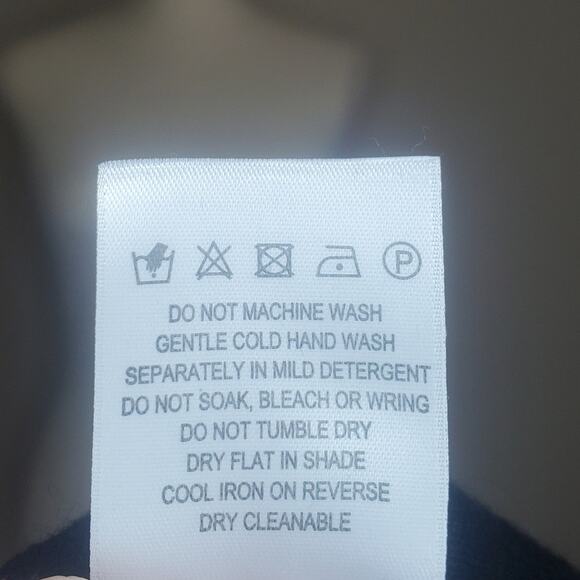 P
DO NOT MACHINE WASH
GENTLE COLD HAND WASH
SEPARATELY IN MILD DETERGENT
DO NOT SOAK, BLEACH OR WRING
DO NOT TUMBLE DRY
DRY FLAT IN SHADE
COOL IRON ON REVERSE
DRY CLEANABLE